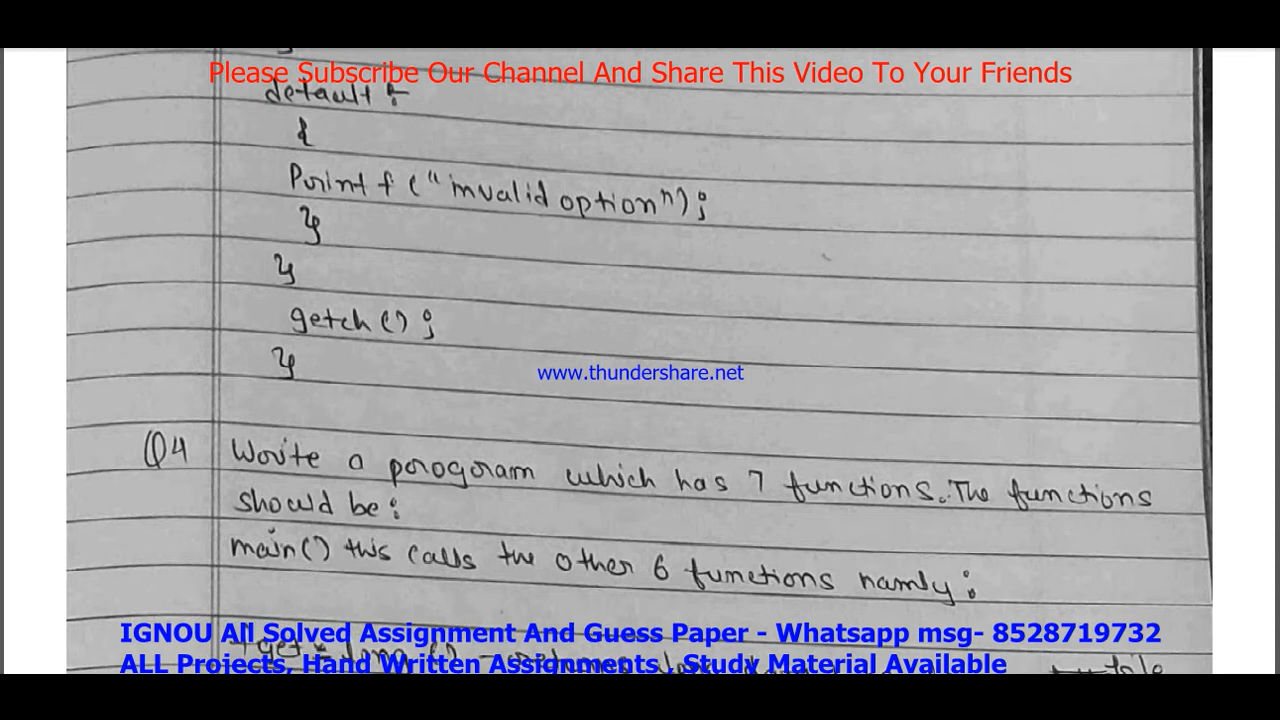 Please Subscribe Our Channel And Share This Video To Your Friends
default :-
{
Printf ("invalid option");
}
}
getch();
}
www.thundershare.net
Q4 Write a program which has 7 functions. The functions
should be:
main() this calls the other 6 functions namly:
IGNOU All Solved Assignment And Guess Paper - Whatsapp msg- 8528719732
ALL Projects, Hand Written Assignments, Study Material Available